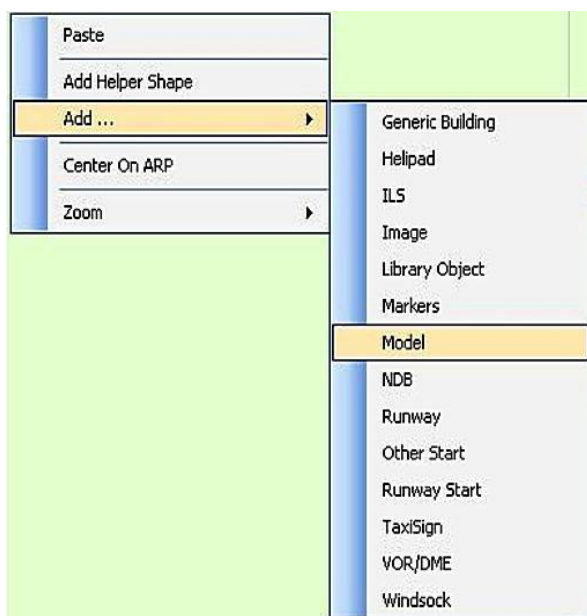 Paste
Add Helper Shape
Add ...
Center On ARP
Zoom
Generic Building
Helipad
ILS
Image
Library Object
Markers
Model
NDB
Runway
Other Start
Runway Start
TaxiSign
VOR/DME
Windsock